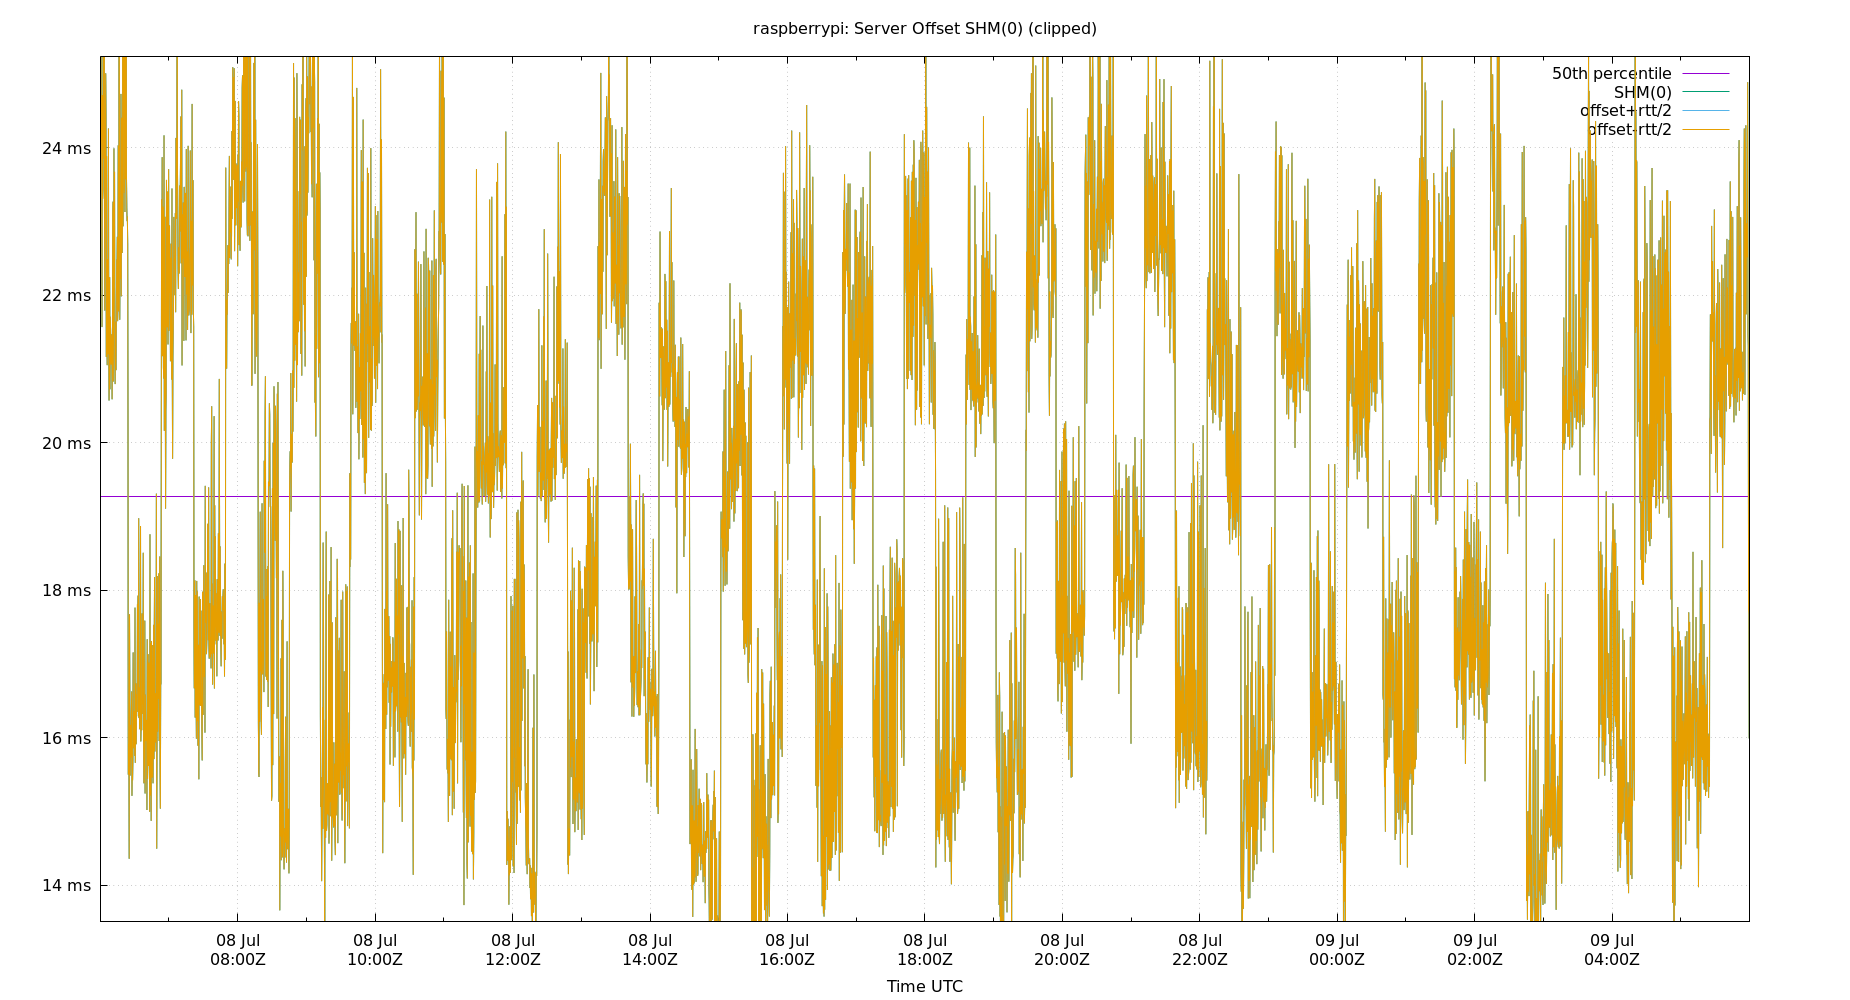 raspberrypi: Server Offset SHM(0) (clipped)
50th percentile
SHM(0)
offset+rtt/2
offset-rtt/2
24 ms
22 ms
20 ms
18 ms
16 ms
14 ms
08 Jul 08 Jul 08 Jul 08 Jul 08 Jul 08 Jul 08 Jul 08 Jul 09 Jul 09 Jul 09 Jul
08:00Z 10:00Z 12:00Z 14:00Z 16:00Z 18:00Z 20:00Z 22:00Z 00:00Z 02:00Z 04:00Z
Time UTC